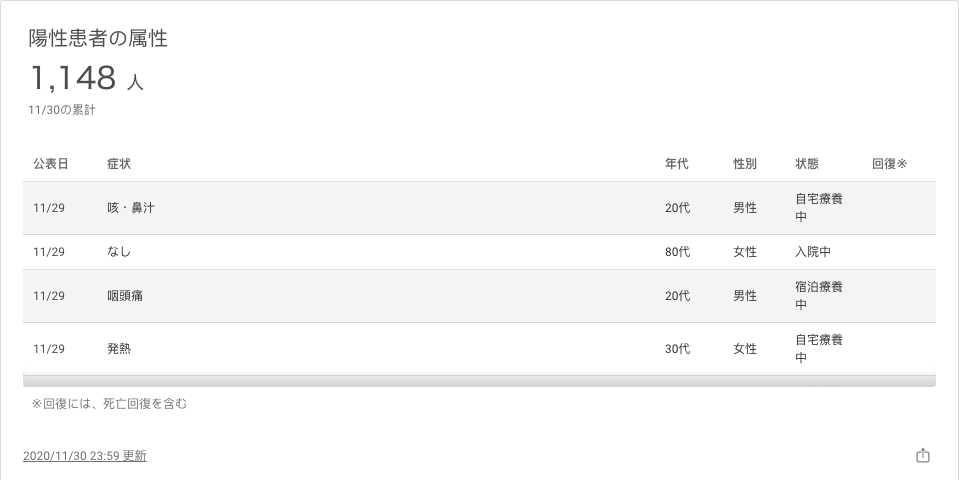 陽性患者の属性
1,148 人
11/30の累計
公表日 症状 年代 性別 状態 回復※
11/29 咳・鼻汁 20代 男性 自宅療養中
11/29 なし 80代 女性 入院中
11/29 咽頭痛 20代 男性 宿泊療養中
11/29 発熱 30代 女性 自宅療養中
※回復には、死亡回復を含む
2020/11/30 23:59 更新